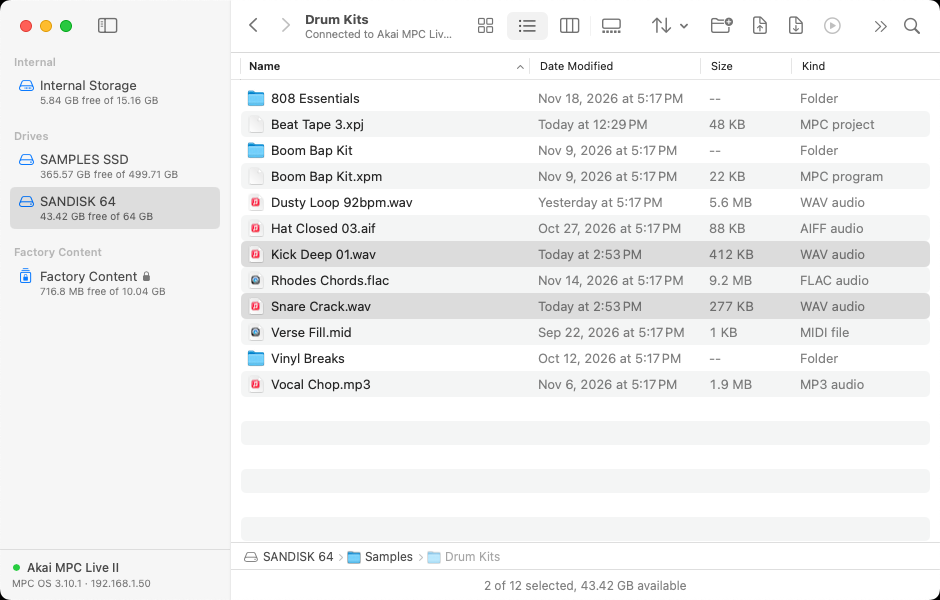 Drum Kits
Connected to Akai MPC Liv...
Internal
Internal Storage
5.84 GB free of 15.16 GB
Drives
SAMPLES SSD
365.57 GB free of 499.71 GB
SANDISK 64
43.42 GB free of 64 GB
Factory Content
Factory Content
716.8 MB free of 10.04 GB
Akai MPC Live II
MPC OS 3.10.1 · 192.168.1.50
Name Date Modified Size Kind
808 Essentials Nov 18, 2026 at 5:17 PM -- Folder
Beat Tape 3.xpj Today at 12:29 PM 48 KB MPC project
Boom Bap Kit Nov 9, 2026 at 5:17 PM -- Folder
Boom Bap Kit.xpm Nov 9, 2026 at 5:17 PM 22 KB MPC program
Dusty Loop 92bpm.wav Yesterday at 5:17 PM 5.6 MB WAV audio
Hat Closed 03.aif Oct 27, 2026 at 5:17 PM 88 KB AIFF audio
Kick Deep 01.wav Today at 2:53 PM 412 KB WAV audio
Rhodes Chords.flac Nov 14, 2026 at 5:17 PM 9.2 MB FLAC audio
Snare Crack.wav Today at 2:53 PM 277 KB WAV audio
Verse Fill.mid Sep 22, 2026 at 5:17 PM 1 KB MIDI file
Vinyl Breaks Oct 12, 2026 at 5:17 PM -- Folder
Vocal Chop.mp3 Nov 6, 2026 at 5:17 PM 1.9 MB MP3 audio
SANDISK 64 › Samples › Drum Kits
2 of 12 selected, 43.42 GB available